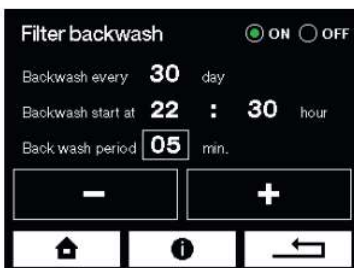 Filter backwash ON OFF
Backwash every 30 day
Backwash start at 22 : 30 hour
Back wash period 05 min.
− +